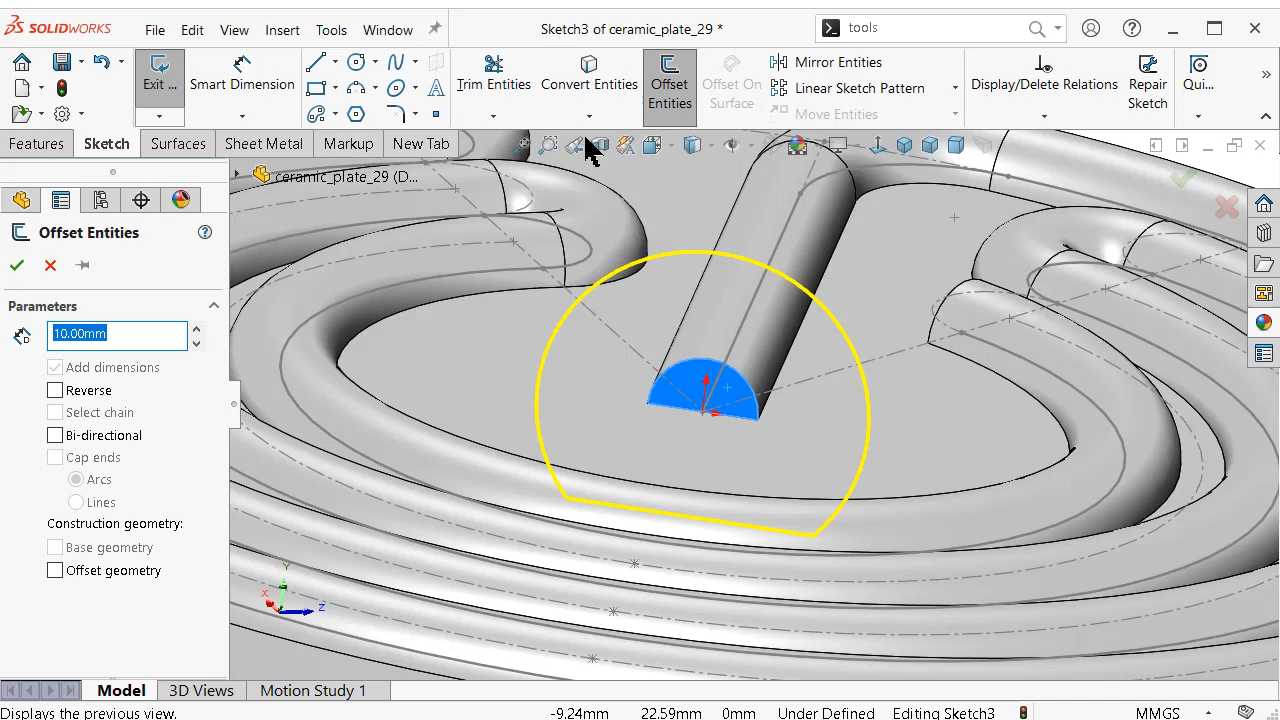 SOLIDWORKS
File
Edit
View
Insert
Tools
Window
Sketch3 of ceramic_plate_29 *
tools
Exit ...
Smart Dimension
Trim Entities
Convert Entities
Offset Entities
Offset On Surface
Mirror Entities
Linear Sketch Pattern
Move Entities
Display/Delete Relations
Repair Sketch
Qui...
Features
Sketch
Surfaces
Sheet Metal
Markup
New Tab
ceramic_plate_29 (D...
Offset Entities
Parameters
10.00mm
Add dimension
Reverse
Select chain
Bi-directional
Cap ends
Arcs
Lines
Construction geometry:
Base geometry
Offset geometry
Y
X
Z
Model
3D Views
Motion Study 1
Displays the previous view.
-9.24mm
22.59mm
0mm
Under Defined
Editing Sketch3
MMGS